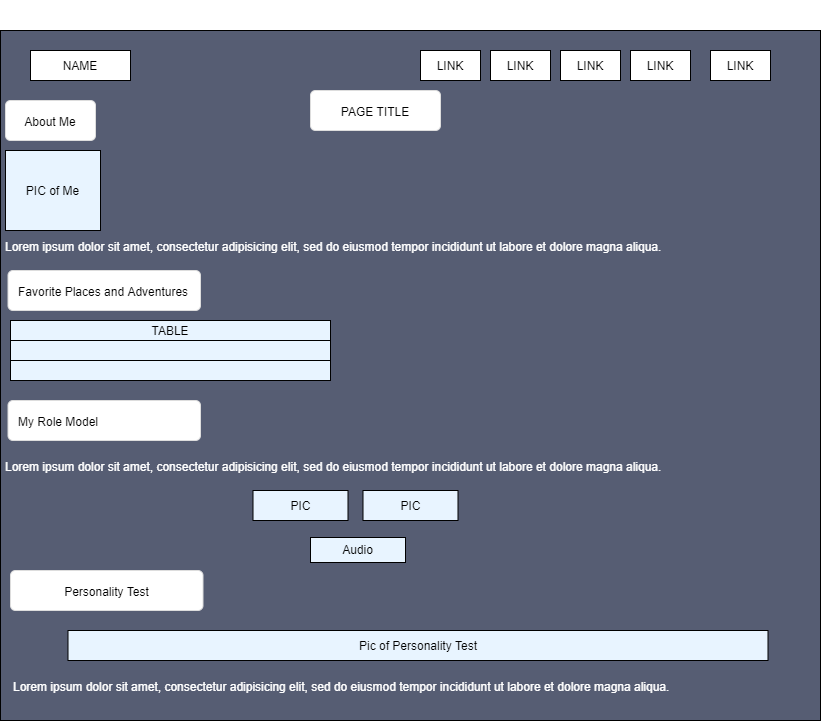 NAME
LINK
LINK
LINK
LINK
LINK
PAGE TITLE
About Me
PIC of Me
Lorem ipsum dolor sit amet, consectetur adipisicing elit, sed do eiusmod tempor incididunt ut labore et dolore magna aliqua.
Favorite Places and Adventures
TABLE
My Role Model
Lorem ipsum dolor sit amet, consectetur adipisicing elit, sed do eiusmod tempor incididunt ut labore et dolore magna aliqua.
PIC
PIC
Audio
Personality Test
Pic of Personality Test
Lorem ipsum dolor sit amet, consectetur adipisicing elit, sed do eiusmod tempor incididunt ut labore et dolore magna aliqua.